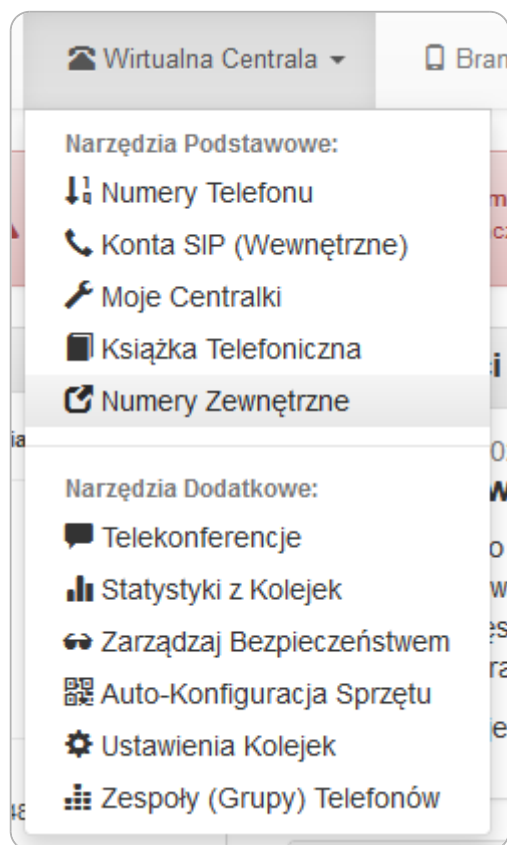 Wirtualna Centrala
Narzędzia Podstawowe:
Numery Telefonu
Konta SIP (Wewnętrzne)
Moje Centralki
Książka Telefoniczna
Numery Zewnętrzne
Narzędzia Dodatkowe:
Telekonferencje
Statystyki z Kolejek
Zarządzaj Bezpieczeństwem
Auto-Konfiguracja Sprzętu
Ustawienia Kolejek
Zespoły (Grupy) Telefonów